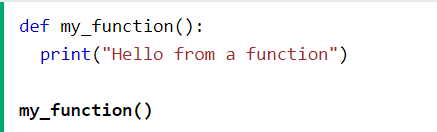 def my_function():
  print("Hello from a function")

my_function()